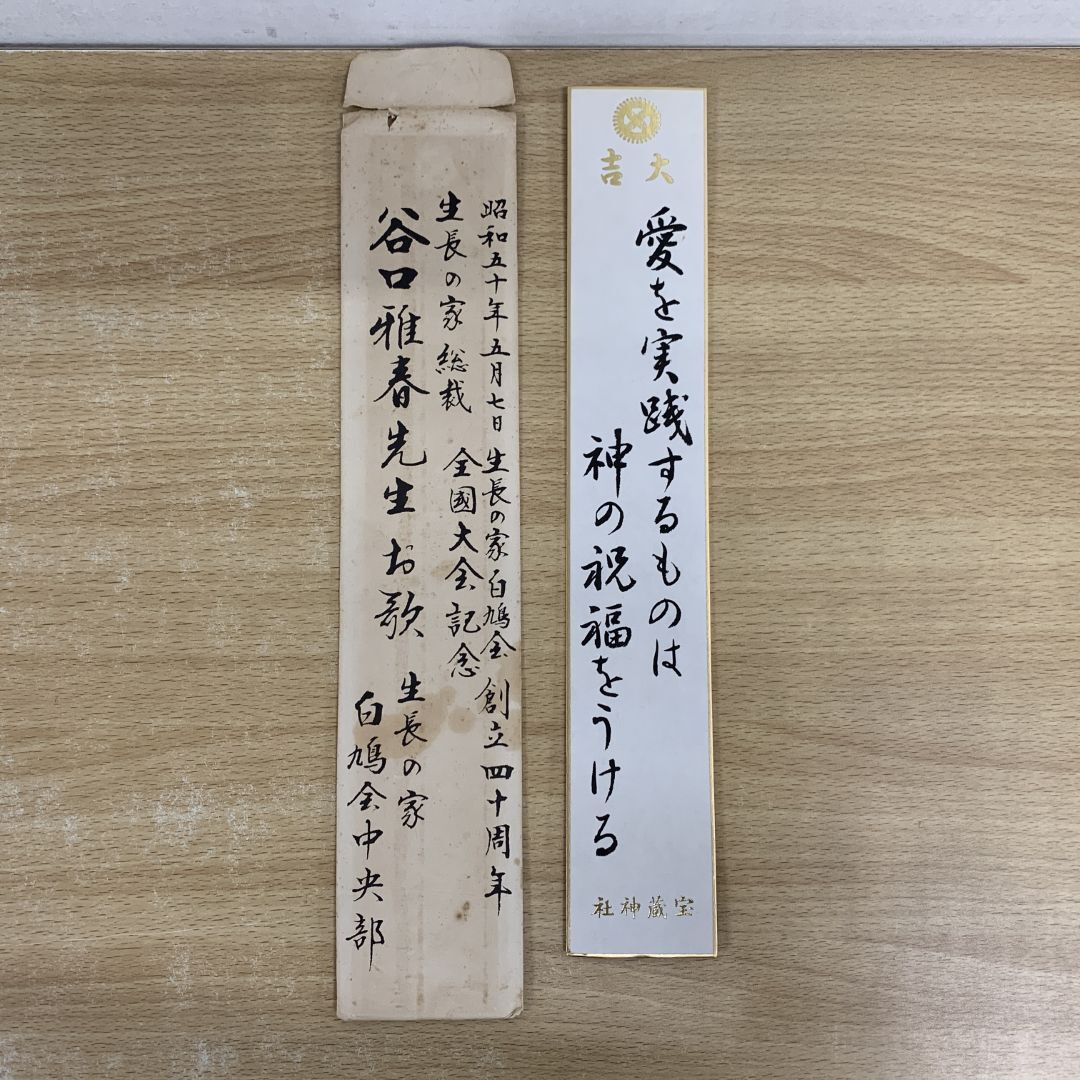 昭和五十年五月七日 生長の家白鳩会 創立四十周年
全國大会記念
生長の家 総裁
谷口雅春先生お歌
生長の家
白鳩会中央部
大吉
愛を実践するものは
神の祝福をうける
宝蔵神社